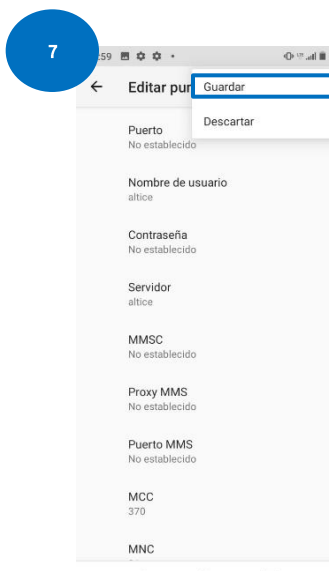 7
:59
Editar pun
Guardar
Descartar
Puerto
No establecido
Nombre de usuario
altice
Contraseña
No establecido
Servidor
altice
MMSC
No establecido
Proxy MMS
No establecido
Puerto MMS
No establecido
MCC
370
MNC